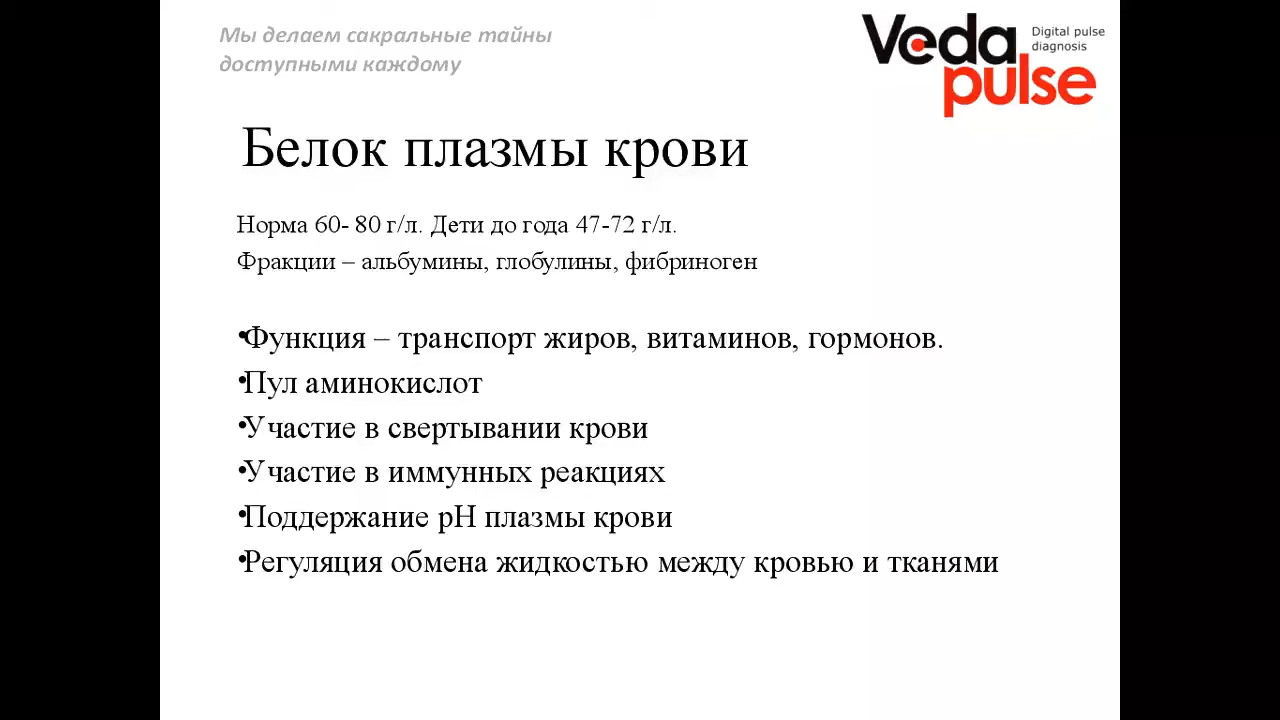 Мы делаем сакральные тайны
доступными каждому
Veda
pulse
Digital pulse
diagnosis
Белок плазмы крови
Норма 60- 80 г/л. Дети до года 47-72 г/л.
Фракции – альбумины, глобулины, фибриноген
•Функция – транспорт жиров, витаминов, гормонов.
•Пул аминокислот
•Участие в свертывании крови
•Участие в иммунных реакциях
•Поддержание рН плазмы крови
•Регуляция обмена жидкостью между кровью и тканями